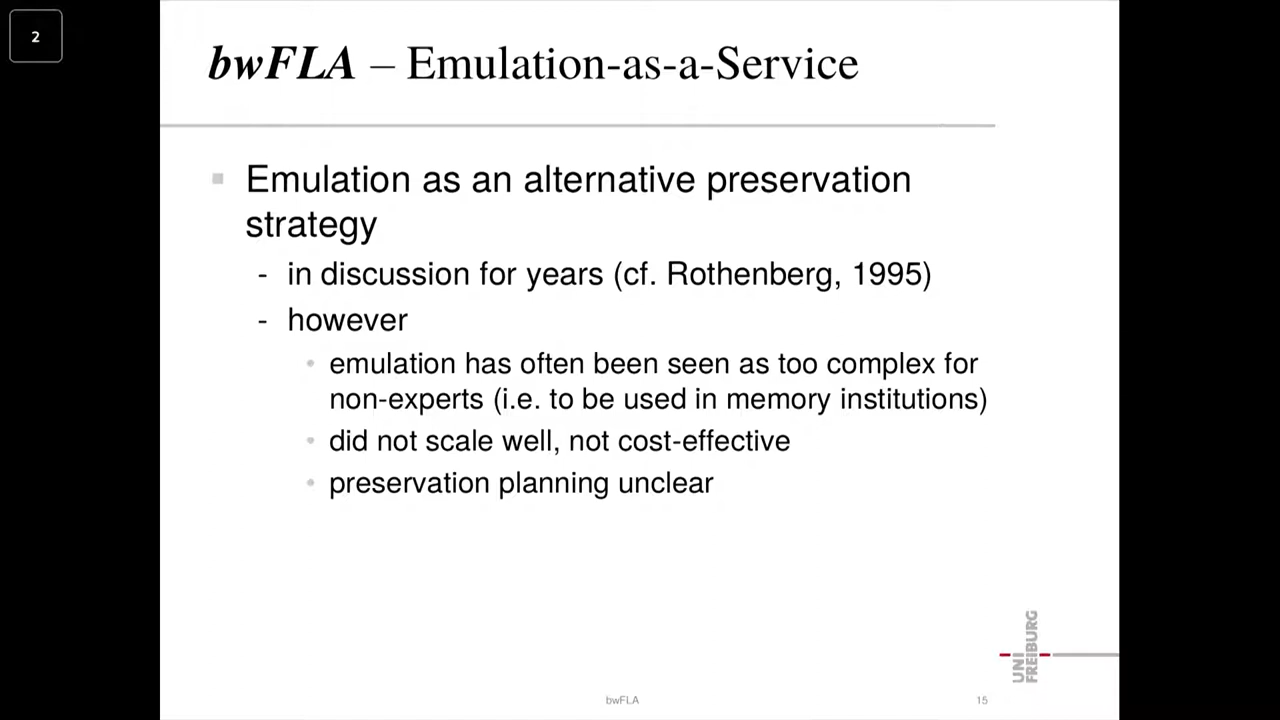 2
bwFLA – Emulation-as-a-Service
Emulation as an alternative preservation
strategy
- in discussion for years (cf. Rothenberg, 1995)
- however
• emulation has often been seen as too complex for
non-experts (i.e. to be used in memory institutions)
• did not scale well, not cost-effective
• preservation planning unclear
UNI
FREIBURG
bwFLA
15